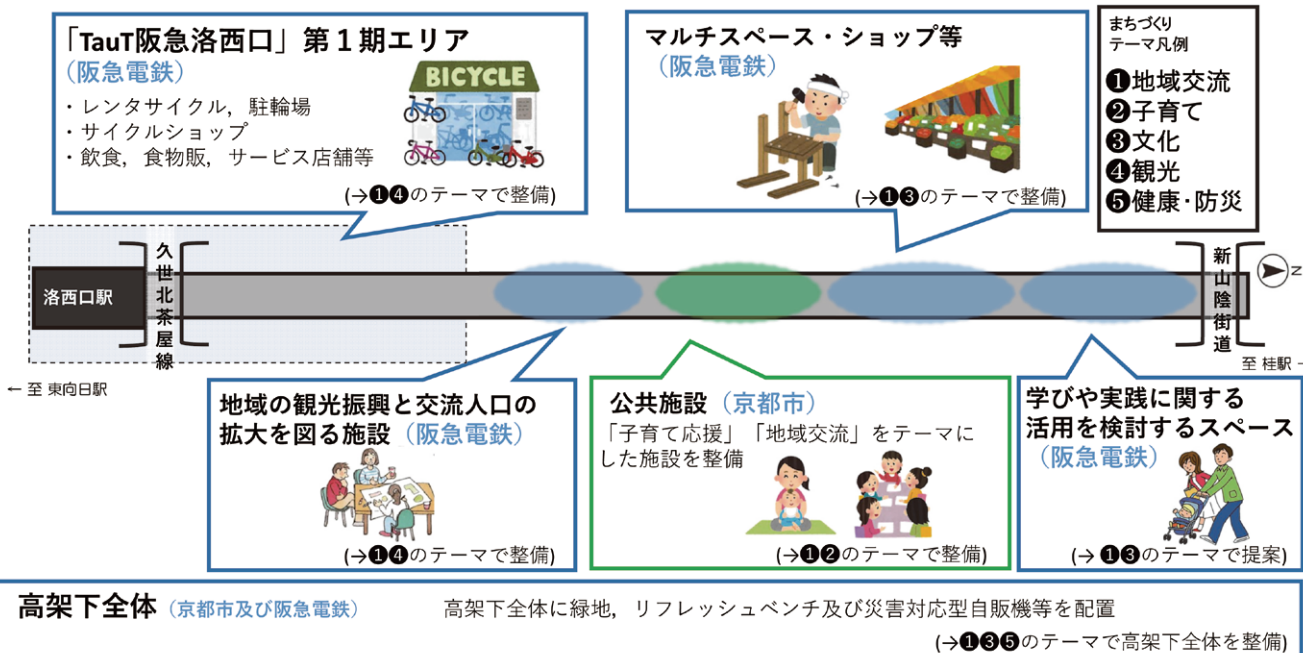 「TauT阪急洛西口」第１期エリア
（阪急電鉄）
・レンタサイクル，駐輪場
・サイクルショップ
・飲食，食物販，サービス店舗等
BICYCLE
(→❶❹のテーマで整備)
マルチスペース・ショップ等
（阪急電鉄）
(→❶❸のテーマで整備)
まちづくり
テーマ凡例
❶地域交流
❷子育て
❸文化
❹観光
❺健康・防災
洛西口駅
久世北茶屋線
新山陰街道
N
← 至 東向日駅
至 桂駅 →
地域の観光振興と交流人口の
拡大を図る施設（阪急電鉄）
(→❶❹のテーマで整備)
公共施設（京都市）
「子育て応援」「地域交流」をテーマに
した施設を整備
(→❶❷のテーマで整備)
学びや実践に関する
活用を検討するスペース
（阪急電鉄）
(→❶❸のテーマで提案)
高架下全体（京都市及び阪急電鉄）
高架下全体に緑地，リフレッシュベンチ及び災害対応型自販機等を配置
(→❶❸❺のテーマで高架下全体を整備)